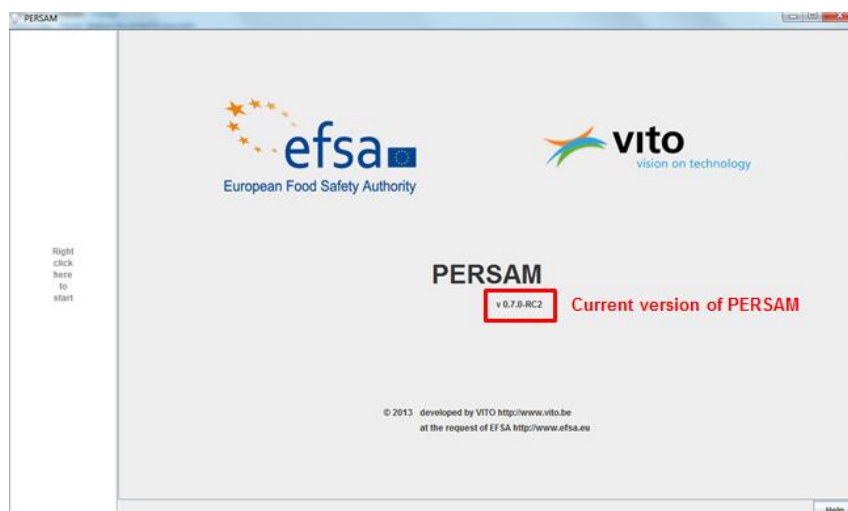 PERSAM
efsa
European Food Safety Authority
vito
vision on technology
Right
click
here
to
start
PERSAM
v 0.7.0-RC2
Current version of PERSAM
© 2013 developed by VITO http://www.vito.be
at the request of EFSA http://www.efsa.eu
Help